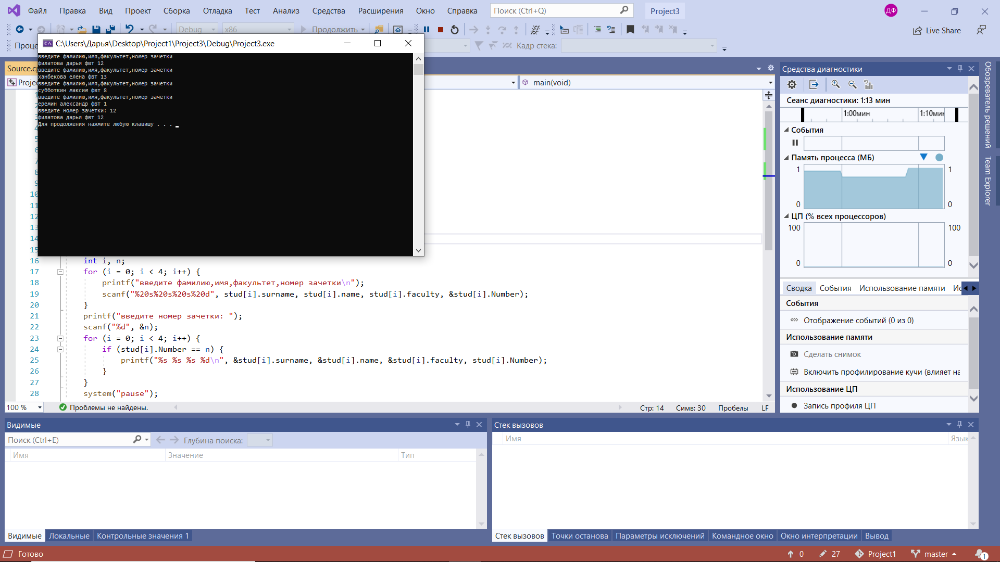 Файл Правка Вид Проект Сборка Отладка Тест Анализ Средства Расширения Окно Справка Поиск (Ctrl+Q) Project3 ДФ
Debug x86 Продолжить Live Share
Проце Кадр стека:
C:\Users\Дарья\Desktop\Project1\Project3\Debug\Project3.exe
введите фамилию,имя,факультет,номер зачетки
филатова дарья фвт 12
введите фамилию,имя,факультет,номер зачетки
ханбекова елена фвт 13
введите фамилию,имя,факультет,номер зачетки
субботкин максим фвт 8
введите фамилию,имя,факультет,номер зачетки
еремин александр фвт 1
введите номер зачетки: 12
филатова дарья фвт 12
Для продолжения нажмите любую клавишу . . .
Source.c
Projec main(void)
10
11
12
13
14
15
16 int i, n;
17 for (i = 0; i < 4; i++) {
18 printf("введите фамилию,имя,факультет,номер зачетки\n");
19 scanf("%20s%20s%20s%20d", stud[i].surname, stud[i].name, stud[i].faculty, &stud[i].Number);
20 }
21 printf("введите номер зачетки: ");
22 scanf("%d", &n);
23 for (i = 0; i < 4; i++) {
24 if (stud[i].Number == n) {
25 printf("%s %s %s %d\n", &stud[i].surname, &stud[i].name, &stud[i].faculty, stud[i].Number);
26 }
27 }
28 system("pause");
100 % Проблемы не найдены. Стр: 14 Симв: 30 Пробелы LF
Средства диагностики
Сеанс диагностики: 1:13 мин
1:00мин 1:10мин
События
Память процесса (МБ)
1 1
0 0
ЦП (% всех процессоров)
100 100
0 0
Сводка События Использование памяти Ис
События
Отображение событий (0 из 0)
Использование памяти
Сделать снимок
Включить профилирование кучи (влияет на
Использование ЦП
Запись профиля ЦП
Обозреватель решений
Team Explorer
Видимые
Поиск (Ctrl+E) Глубина поиска:
Имя Значение Тип
Видимые Локальные Контрольные значения 1
Стек вызовов
Имя Язык
Стек вызовов Точки останова Параметры исключений Командное окно Окно интерпретации Вывод
Готово 0 27 Project1 master 1